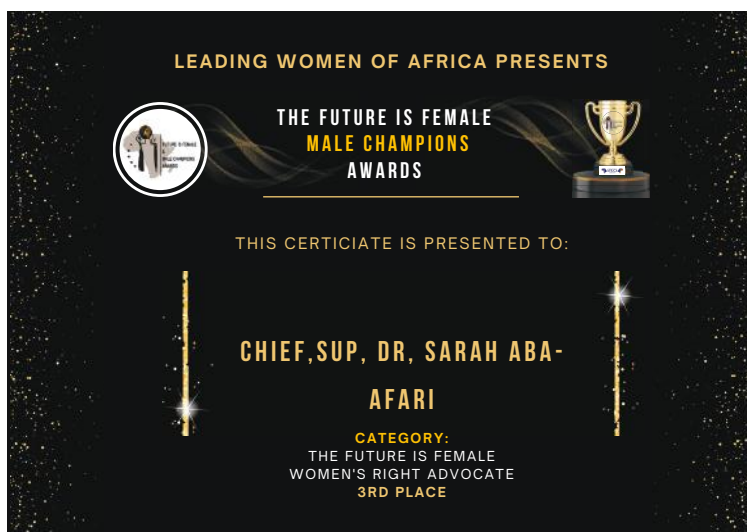 LEADING WOMEN OF AFRICA PRESENTS
THE FUTURE IS FEMALE
MALE CHAMPIONS
AWARDS
THIS CERTICIATE IS PRESENTED TO:
CHIEF,SUP, DR, SARAH ABA-
AFARI
CATEGORY:
THE FUTURE IS FEMALE
WOMEN'S RIGHT ADVOCATE
3RD PLACE